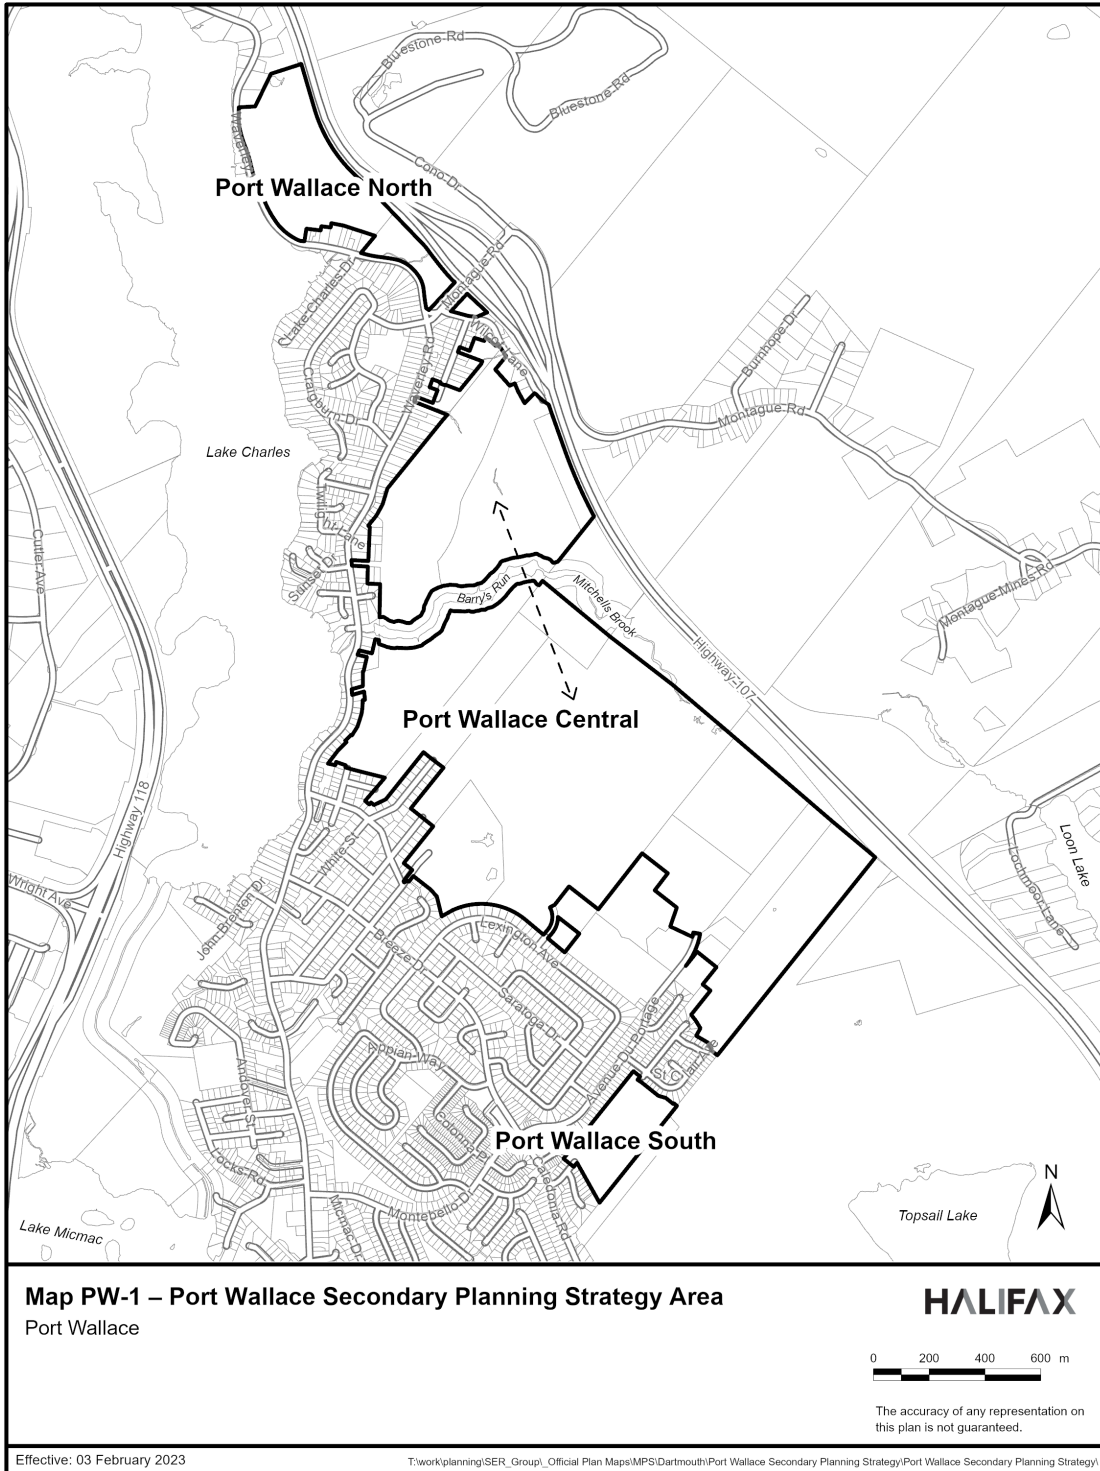 Bluestone Rd
Bluestone Rd
Waverley
Cono Dr
Port Wallace North
Montague Rd
Lake Charles Dr
Wilcot Lane
Burnhope Dr
Waverley Rd
Craigburn Dr
Montague Rd
Lake Charles
Twilight Lane
Cutler Ave
Sunset Dr
Barry's Run
Mitchells Brook
Montague Mines Rd
Highway 107
Port Wallace Central
Highway 118
White St
Loon Lake
Lochmoor Lane
Wright Ave
John Brenton Dr
Breeze Dr
Lexington Ave
Saratoga Dr
Avenue Du Portage
Appian Way
St Clair Ave
Andover St
Colonna Pl
Port Wallace South
Locks Rd
Caledonia Rd
Montebello Dr
Micmac Dr
Lake Micmac
Topsail Lake
N
Map PW-1 – Port Wallace Secondary Planning Strategy Area
Port Wallace
HALIFAX
0 200 400 600 m
The accuracy of any representation on
this plan is not guaranteed.
Effective: 03 February 2023
T:\work\planning\SER_Group\_Official Plan Maps\MPS\Dartmouth\Port Wallace Secondary Planning Strategy\Port Wallace Secondary Planning Strategy\